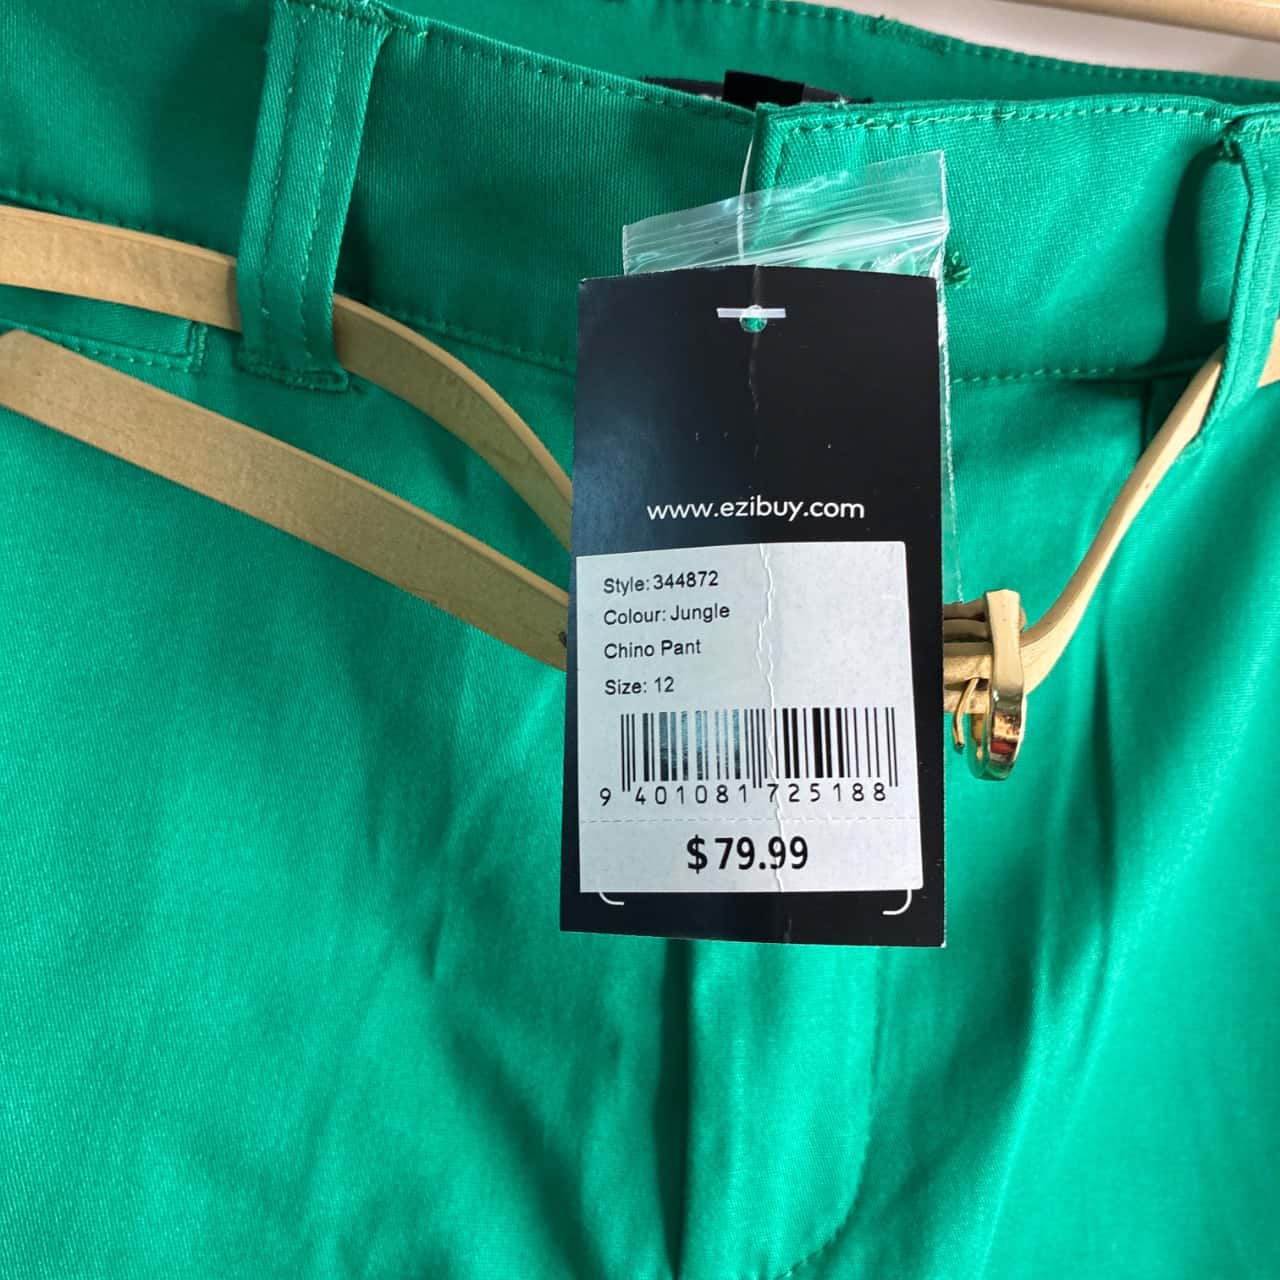 www.ezibuy.com
Style: 344872
Colour: Jungle
Chino Pant
Size: 12
9 401081 725188
$79.99